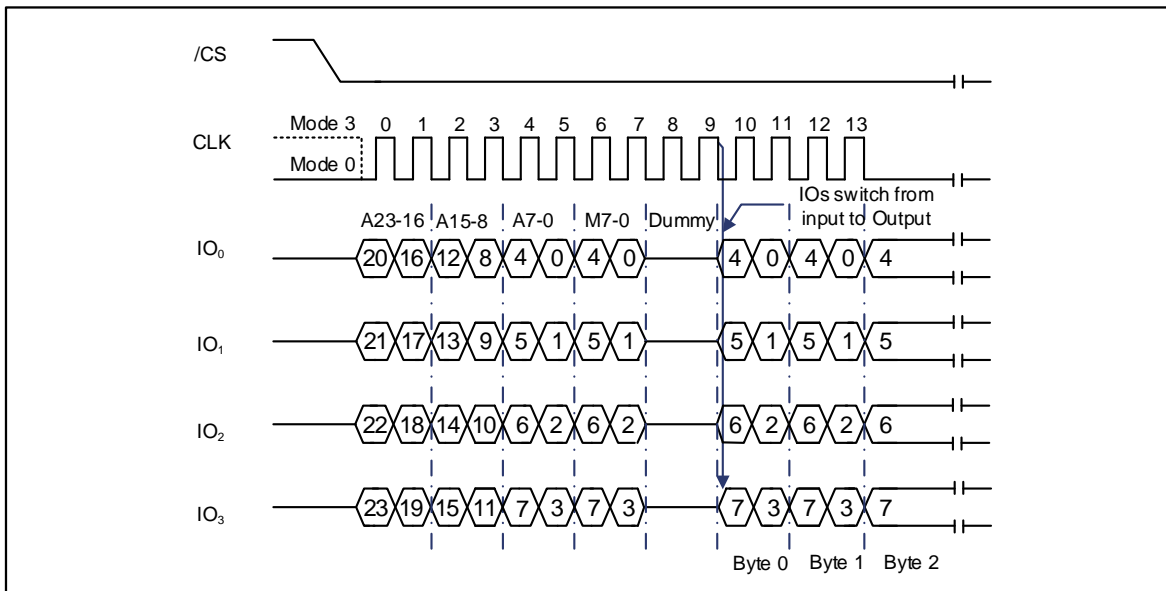 /CS
CLK
Mode 3
Mode 0
0 1 2 3 4 5 6 7 8 9 10 11 12 13
IOs switch from
input to Output
A23-16 A15-8 A7-0 M7-0 Dummy
IO₀ 20 16 12 8 4 0 4 0 4 0 4 0 4
IO₁ 21 17 13 9 5 1 5 1 5 1 5 1 5
IO₂ 22 18 14 10 6 2 6 2 6 2 6 2 6
IO₃ 23 19 15 11 7 3 7 3 7 3 7 3 7
Byte 0 Byte 1 Byte 2